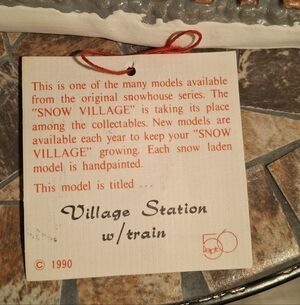 This is one of the many models available
from the original snowhouse series. The
"SNOW VILLAGE" is taking its place
among the collectables. New models are
available each year to keep your "SNOW
VILLAGE" growing. Each snow laden
model is handpainted.
This model is titled ...
Village Station
w/train
© 1990
Dept 56